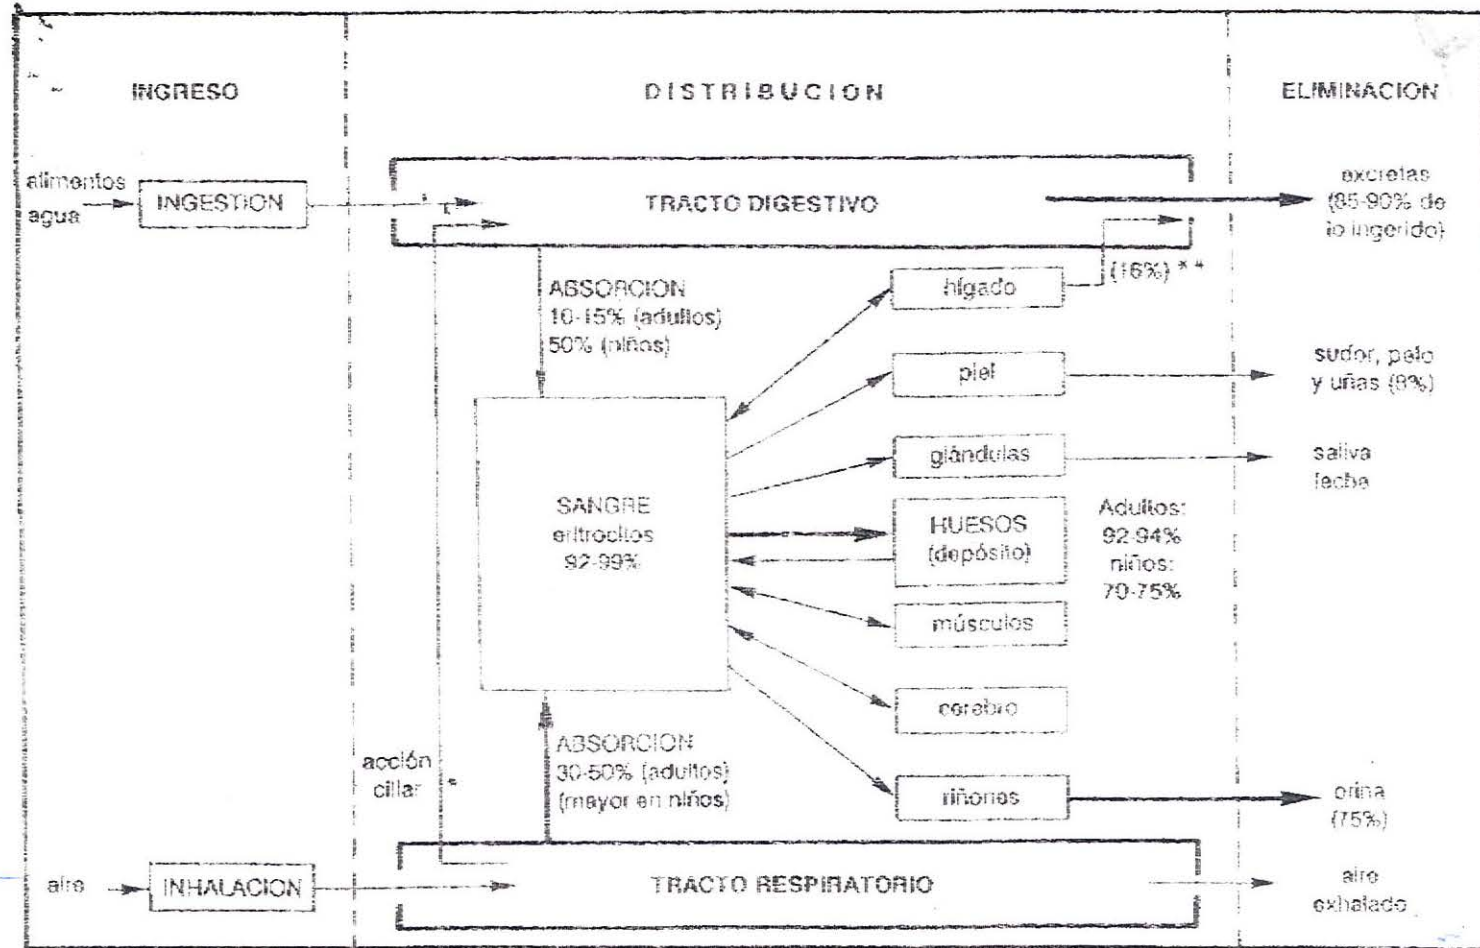 INGRESO
DISTRIBUCION
ELIMINACION
alimentos
agua
INGESTION
TRACTO DIGESTIVO
excretas
(85-90% de
lo ingerido)
ABSORCION
10-15% (adultos)
50% (niños)
hígado
(16%) **
piel
sudor, pelo
y uñas (8%)
glándulas
saliva
leche
SANGRE
eritrocitos
92-99%
HUESOS
(depósito)
Adultos:
92-94%
niños:
70-75%
músculos
cerebro
acción
ciliar *
ABSORCION
30-50% (adultos)
(mayor en niños)
riñones
orina
(75%)
aire
INHALACION
TRACTO RESPIRATORIO
aire
exhalado